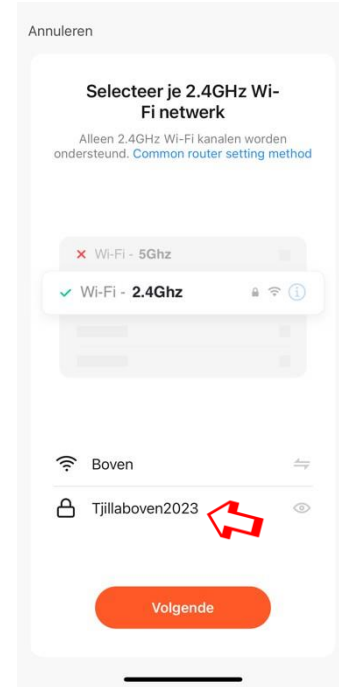 Annuleren
Selecteer je 2.4GHz Wi-
Fi netwerk
Alleen 2.4GHz Wi-Fi kanalen worden
ondersteund. Common router setting method
Wi-Fi - 5Ghz
Wi-Fi - 2.4Ghz
Boven
Tjillaboven2023
Volgende